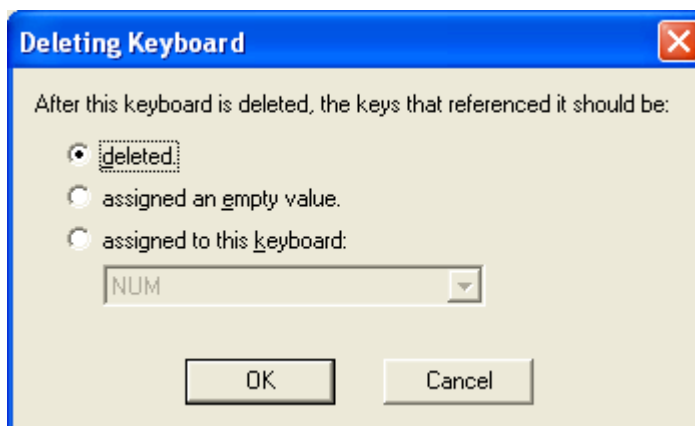 Deleting Keyboard
After this keyboard is deleted, the keys that referenced it should be:
deleted.
assigned an empty value.
assigned to this keyboard:
NUM
OK
Cancel